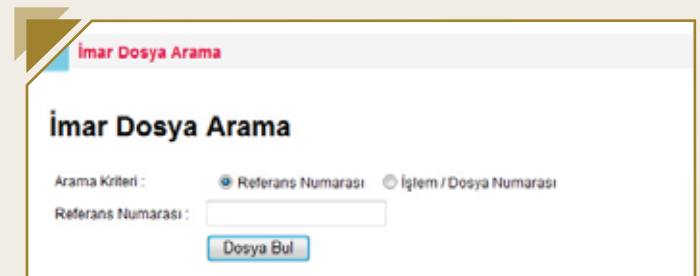 İmar Dosya Arama
İmar Dosya Arama
Arama Kriteri : Referans Numarası İşlem / Dosya Numarası
Referans Numarası :
Dosya Bul